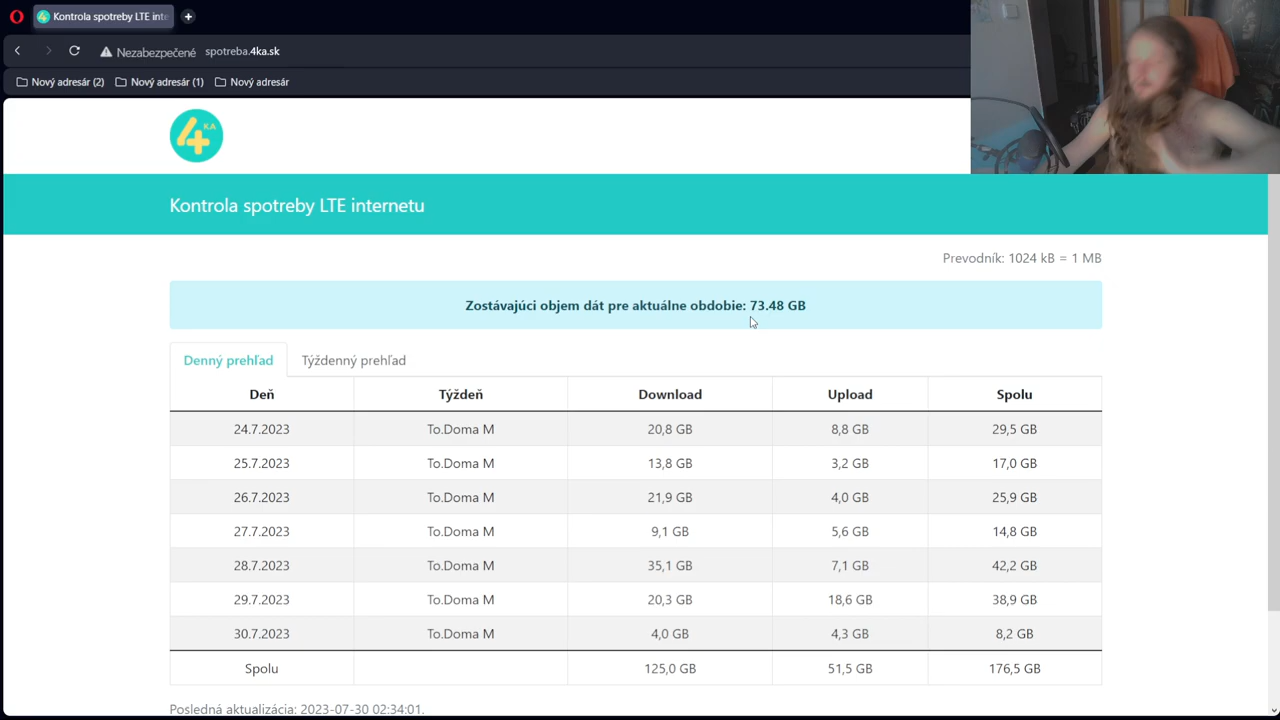 Kontrola spotreby LTE inte
Nezabezpečené spotreba.4ka.sk
Nový adresár (2) Nový adresár (1) Nový adresár
4 KA
Kontrola spotreby LTE internetu
Prevodník: 1024 kB = 1 MB
Zostávajúci objem dát pre aktuálne obdobie: 73.48 GB
Denný prehľad Týždenný prehľad
Deň Týždeň Download Upload Spolu
24.7.2023 To.Doma M 20,8 GB 8,8 GB 29,5 GB
25.7.2023 To.Doma M 13,8 GB 3,2 GB 17,0 GB
26.7.2023 To.Doma M 21,9 GB 4,0 GB 25,9 GB
27.7.2023 To.Doma M 9,1 GB 5,6 GB 14,8 GB
28.7.2023 To.Doma M 35,1 GB 7,1 GB 42,2 GB
29.7.2023 To.Doma M 20,3 GB 18,6 GB 38,9 GB
30.7.2023 To.Doma M 4,0 GB 4,3 GB 8,2 GB
Spolu 125,0 GB 51,5 GB 176,5 GB
Posledná aktualizácia: 2023-07-30 02:34:01.